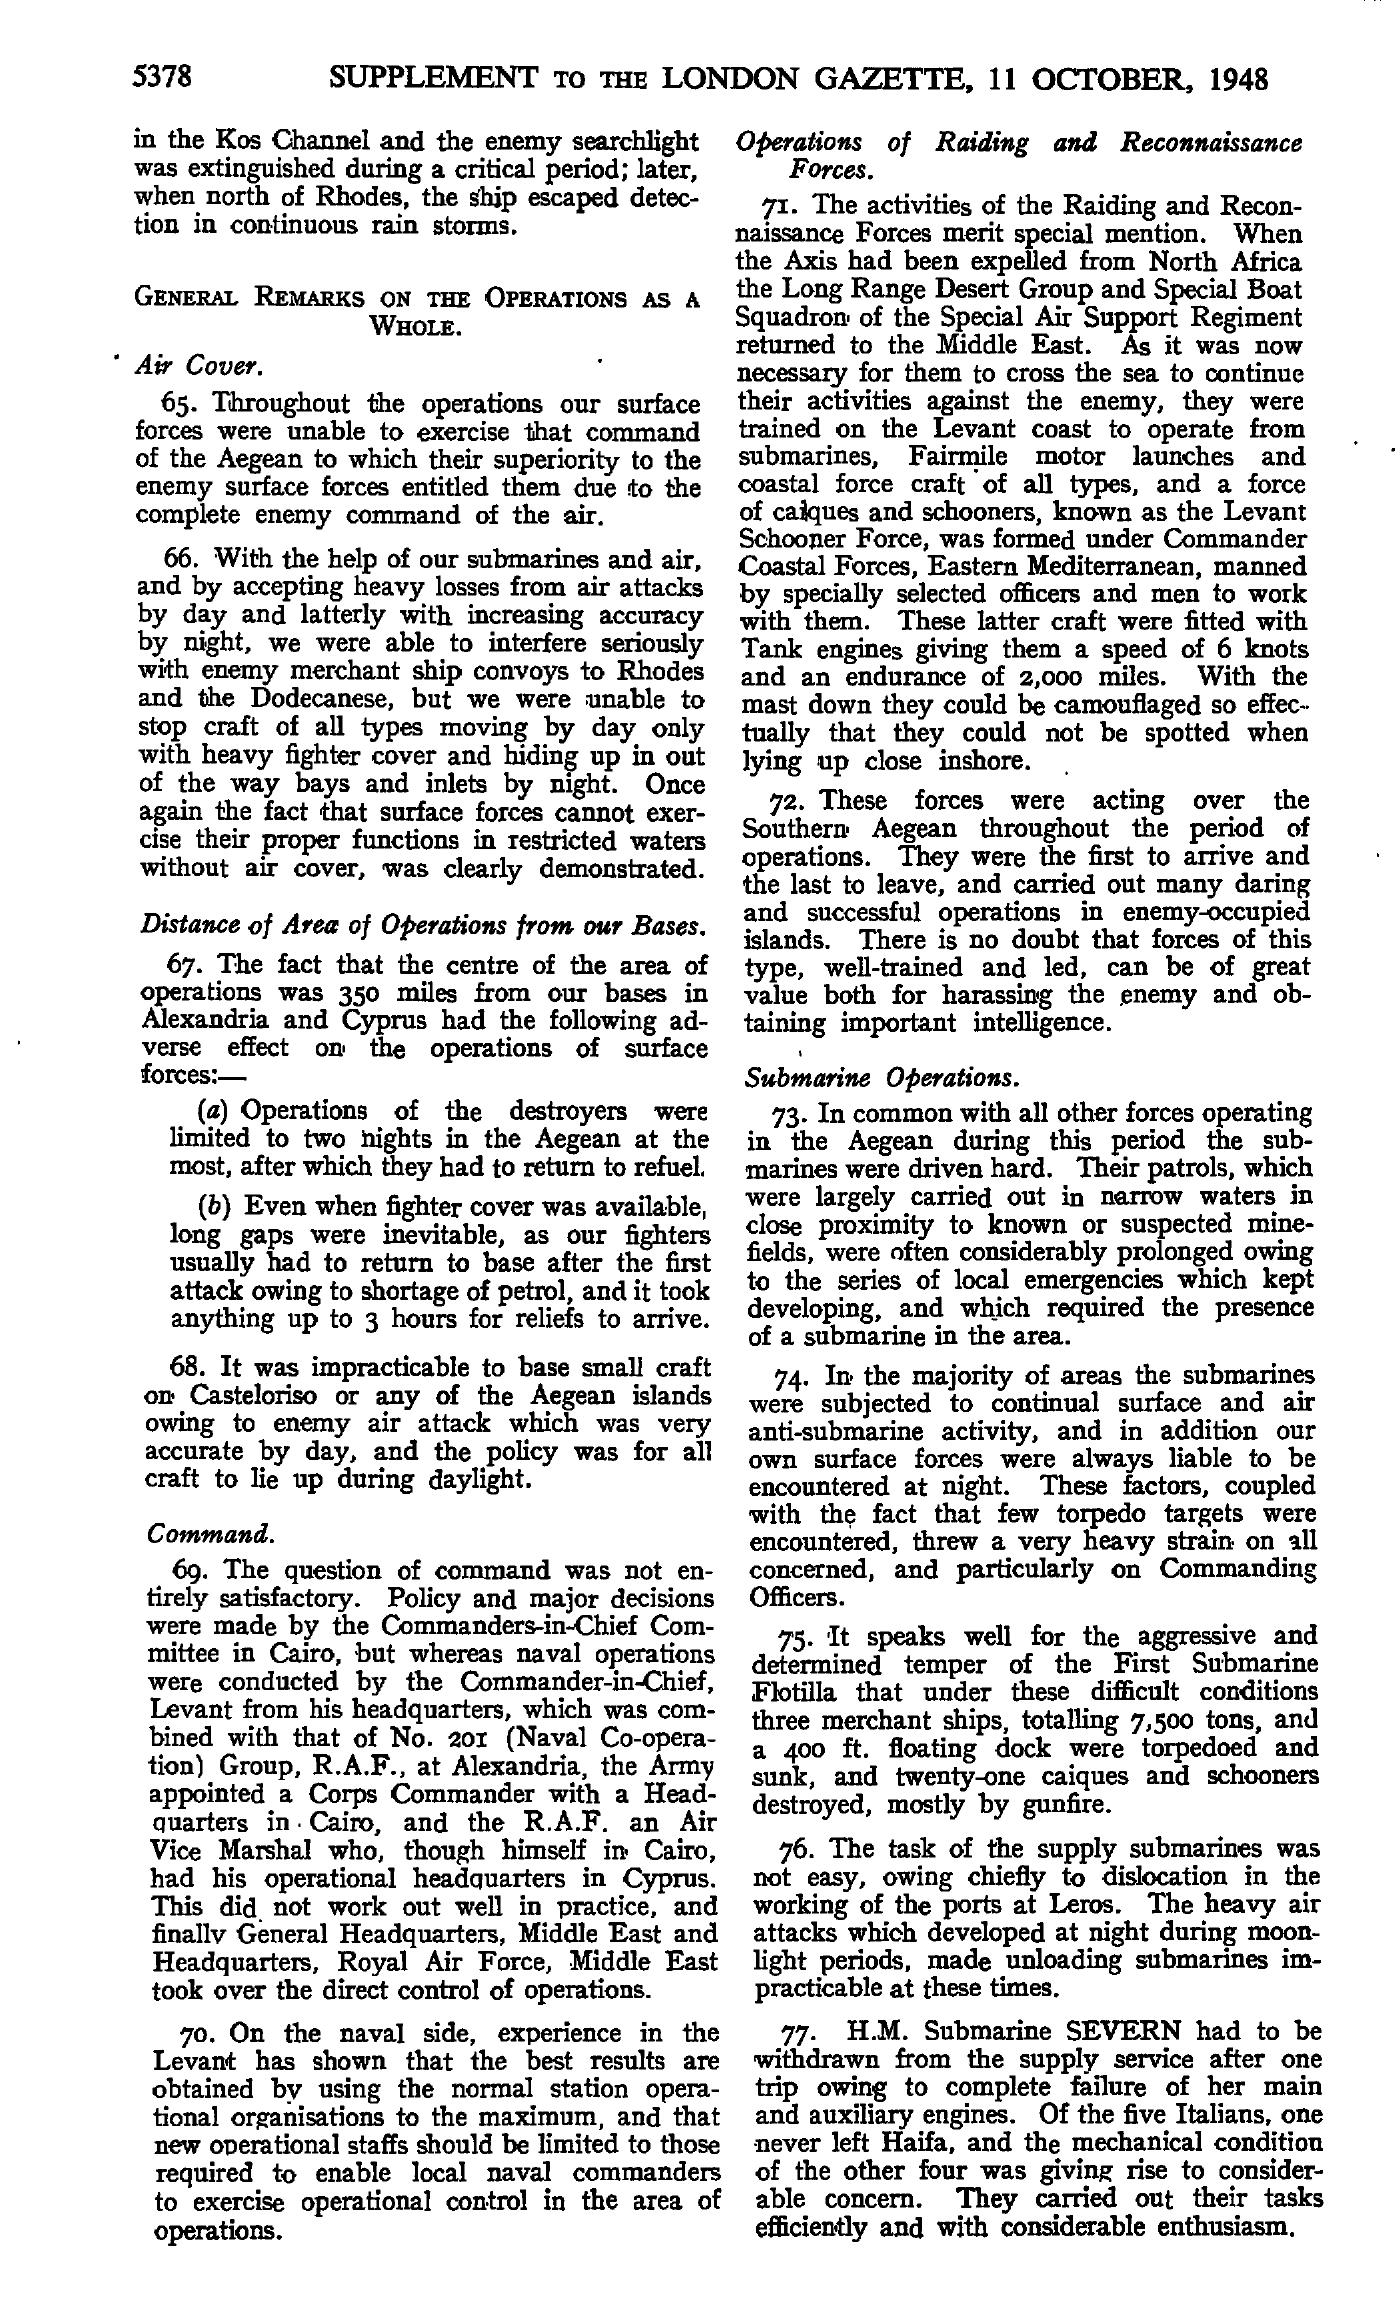 5378 SUPPLEMENT TO THE LONDON GAZETTE, 11 OCTOBER, 1948
in the Kos Channel and the enemy searchlight
was extinguished during a critical period; later,
when north of Rhodes, the ship escaped detec-
tion in continuous rain storms.
GENERAL REMARKS ON THE OPERATIONS AS A
WHOLE.
Air Cover.
65. Throughout the operations our surface
forces were unable to exercise that command
of the Aegean to which their superiority to the
enemy surface forces entitled them due to the
complete enemy command of the air.
66. With the help of our submarines and air,
and by accepting heavy losses from air attacks
by day and latterly with increasing accuracy
by night, we were able to interfere seriously
with enemy merchant ship convoys to Rhodes
and the Dodecanese, but we were unable to
stop craft of all types moving by day only
with heavy fighter cover and hiding up in out
of the way bays and inlets by night. Once
again the fact that surface forces cannot exer-
cise their proper functions in restricted waters
without air cover, was clearly demonstrated.
Distance of Area of Operations from our Bases.
67. The fact that the centre of the area of
operations was 350 miles from our bases in
Alexandria and Cyprus had the following ad-
verse effect on the operations of surface
forces:—
(a) Operations of the destroyers were
limited to two nights in the Aegean at the
most, after which they had to return to refuel.
(b) Even when fighter cover was available,
long gaps were inevitable, as our fighters
usually had to return to base after the first
attack owing to shortage of petrol, and it took
anything up to 3 hours for reliefs to arrive.
68. It was impracticable to base small craft
on Casteloriso or any of the Aegean islands
owing to enemy air attack which was very
accurate by day, and the policy was for all
craft to lie up during daylight.
Command.
69. The question of command was not en-
tirely satisfactory. Policy and major decisions
were made by the Commanders-in-Chief Com-
mittee in Cairo, but whereas naval operations
were conducted by the Commander-in-Chief,
Levant from his headquarters, which was com-
bined with that of No. 201 (Naval Co-opera-
tion) Group, R.A.F., at Alexandria, the Army
appointed a Corps Commander with a Head-
quarters in Cairo, and the R.A.F. an Air
Vice Marshal who, though himself in Cairo,
had his operational headquarters in Cyprus.
This did not work out well in practice, and
finally General Headquarters, Middle East and
Headquarters, Royal Air Force, Middle East
took over the direct control of operations.
70. On the naval side, experience in the
Levant has shown that the best results are
obtained by using the normal station opera-
tional organisations to the maximum, and that
new operational staffs should be limited to those
required to enable local naval commanders
to exercise operational control in the area of
operations.
Operations of Raiding and Reconnaissance
Forces.
71. The activities of the Raiding and Recon-
naissance Forces merit special mention. When
the Axis had been expelled from North Africa
the Long Range Desert Group and Special Boat
Squadron of the Special Air Support Regiment
returned to the Middle East. As it was now
necessary for them to cross the sea to continue
their activities against the enemy, they were
trained on the Levant coast to operate from
submarines, Fairmile motor launches and
coastal force craft of all types, and a force
of caiques and schooners, known as the Levant
Schooner Force, was formed under Commander
Coastal Forces, Eastern Mediterranean, manned
by specially selected officers and men to work
with them. These latter craft were fitted with
Tank engines giving them a speed of 6 knots
and an endurance of 2,000 miles. With the
mast down they could be camouflaged so effec-
tually that they could not be spotted when
lying up close inshore.
72. These forces were acting over the
Southern Aegean throughout the period of
operations. They were the first to arrive and
the last to leave, and carried out many daring
and successful operations in enemy-occupied
islands. There is no doubt that forces of this
type, well-trained and led, can be of great
value both for harassing the enemy and ob-
taining important intelligence.
Submarine Operations.
73. In common with all other forces operating
in the Aegean during this period the sub-
marines were driven hard. Their patrols, which
were largely carried out in narrow waters in
close proximity to known or suspected mine-
fields, were often considerably prolonged owing
to the series of local emergencies which kept
developing, and which required the presence
of a submarine in the area.
74. In the majority of areas the submarines
were subjected to continual surface and air
anti-submarine activity, and in addition our
own surface forces were always liable to be
encountered at night. These factors, coupled
with the fact that few torpedo targets were
encountered, threw a very heavy strain on all
concerned, and particularly on Commanding
Officers.
75. It speaks well for the aggressive and
determined temper of the First Submarine
Flotilla that under these difficult conditions
three merchant ships, totalling 7,500 tons, and
a 400 ft. floating dock were torpedoed and
sunk, and twenty-one caiques and schooners
destroyed, mostly by gunfire.
76. The task of the supply submarines was
not easy, owing chiefly to dislocation in the
working of the ports at Leros. The heavy air
attacks which developed at night during moon-
light periods, made unloading submarines im-
practicable at these times.
77. H.M. Submarine SEVERN had to be
withdrawn from the supply service after one
trip owing to complete failure of her main
and auxiliary engines. Of the five Italians, one
never left Haifa, and the mechanical condition
of the other four was giving rise to consider-
able concern. They carried out their tasks
efficiently and with considerable enthusiasm.